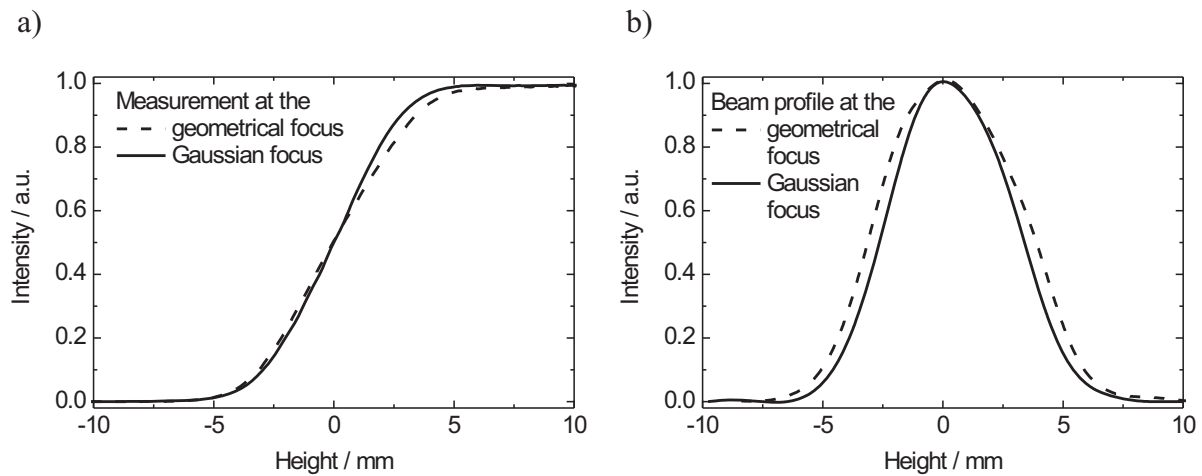 a)
1.0
0.8
0.6
0.4
0.2
0.0
Intensity / a.u.
Measurement at the
geometrical focus
Gaussian focus
-10
-5
0
5
10
Height / mm
b)
1.0
0.8
0.6
0.4
0.2
0.0
Intensity / a.u.
Beam profile at the
geometrical
focus
Gaussian
focus
-10
-5
0
5
10
Height / mm